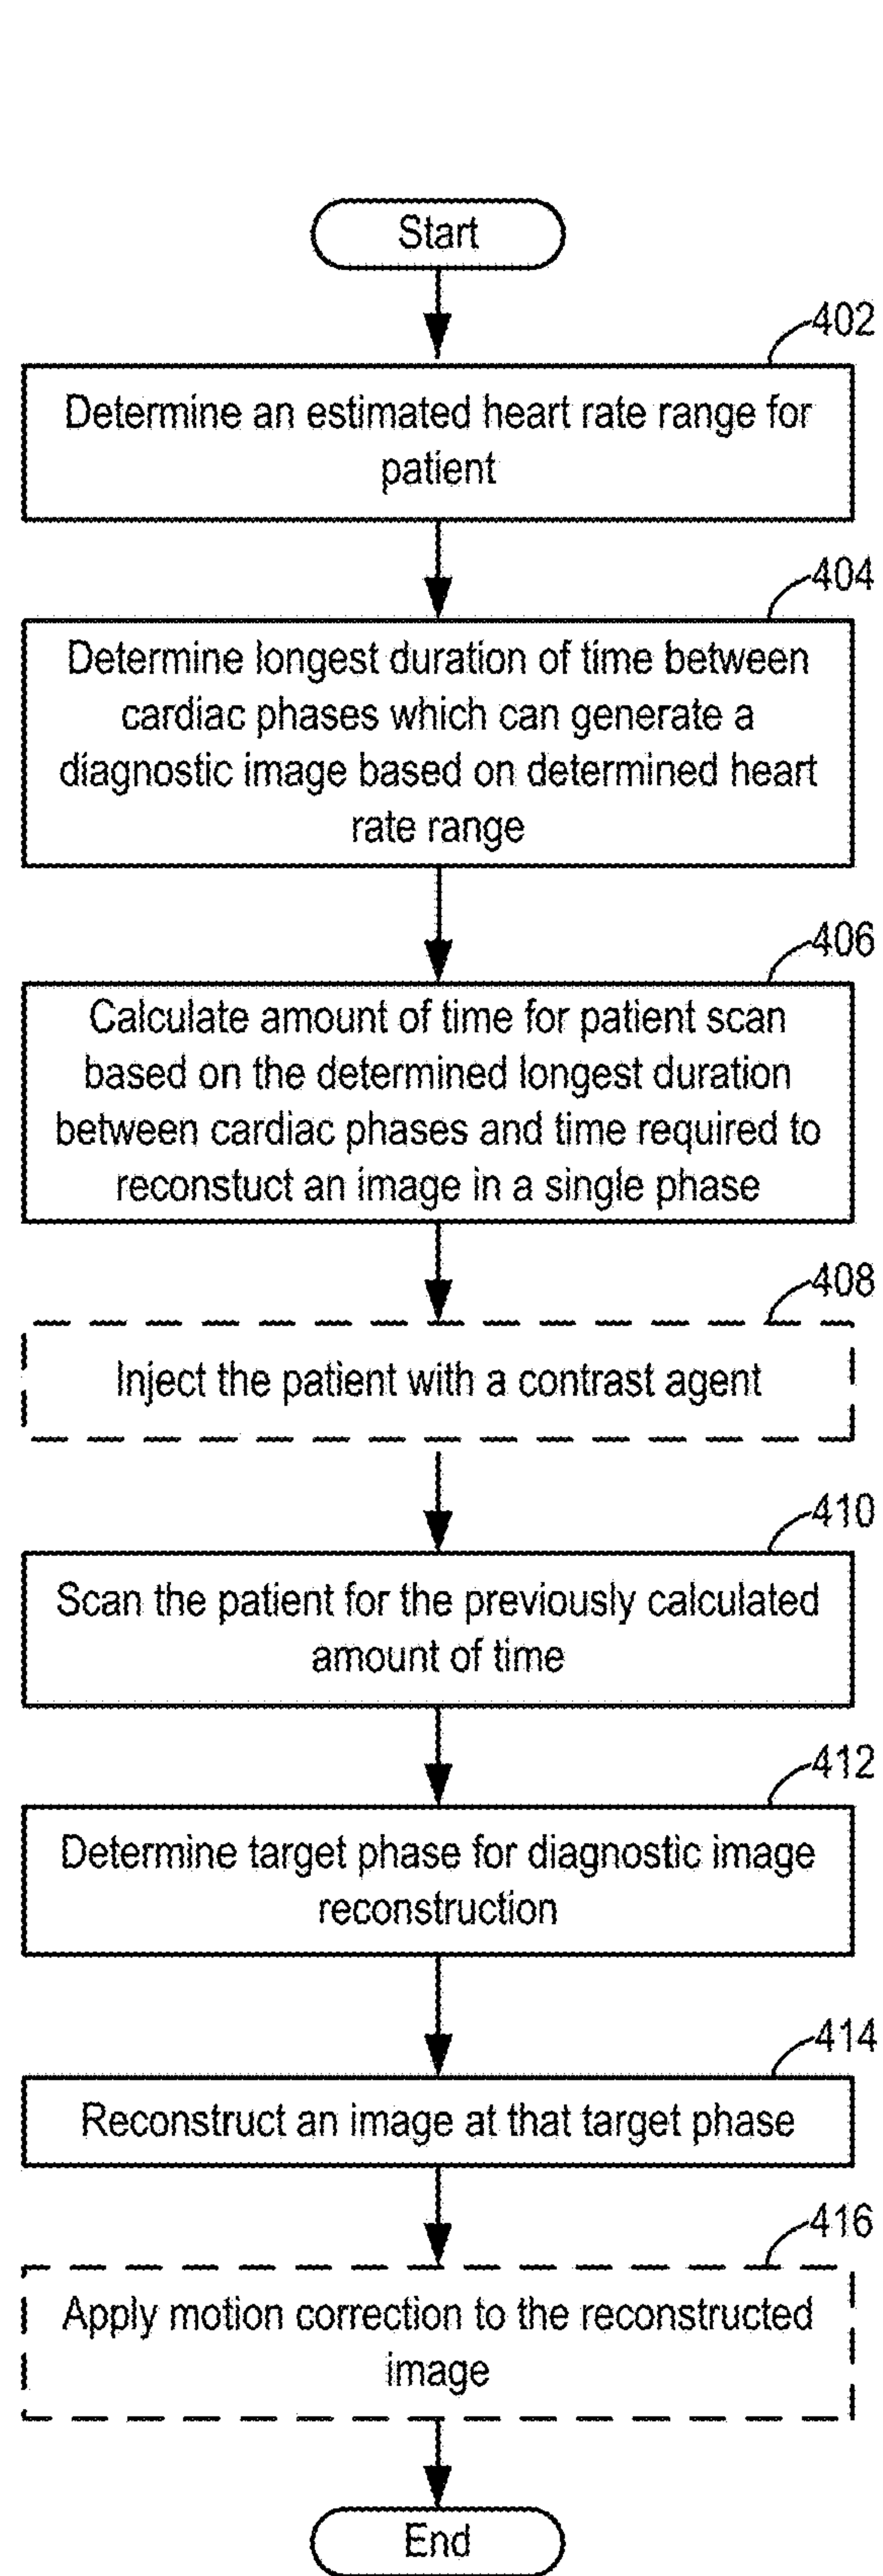 Start
402
Determine an estimated heart rate range for
patient
404
Determine longest duration of time between
cardiac phases which can generate a
diagnostic image based on determined heart
rate range
406
Calculate amount of time for patient scan
based on the determined longest duration
between cardiac phases and time required to
reconstuct an image in a single phase
408
Inject the patient with a contrast agent
410
Scan the patient for the previously calculated
amount of time
412
Determine target phase for diagnostic image
reconstruction
414
Reconstruct an image at that target phase
416
Apply motion correction to the reconstructed
image
End